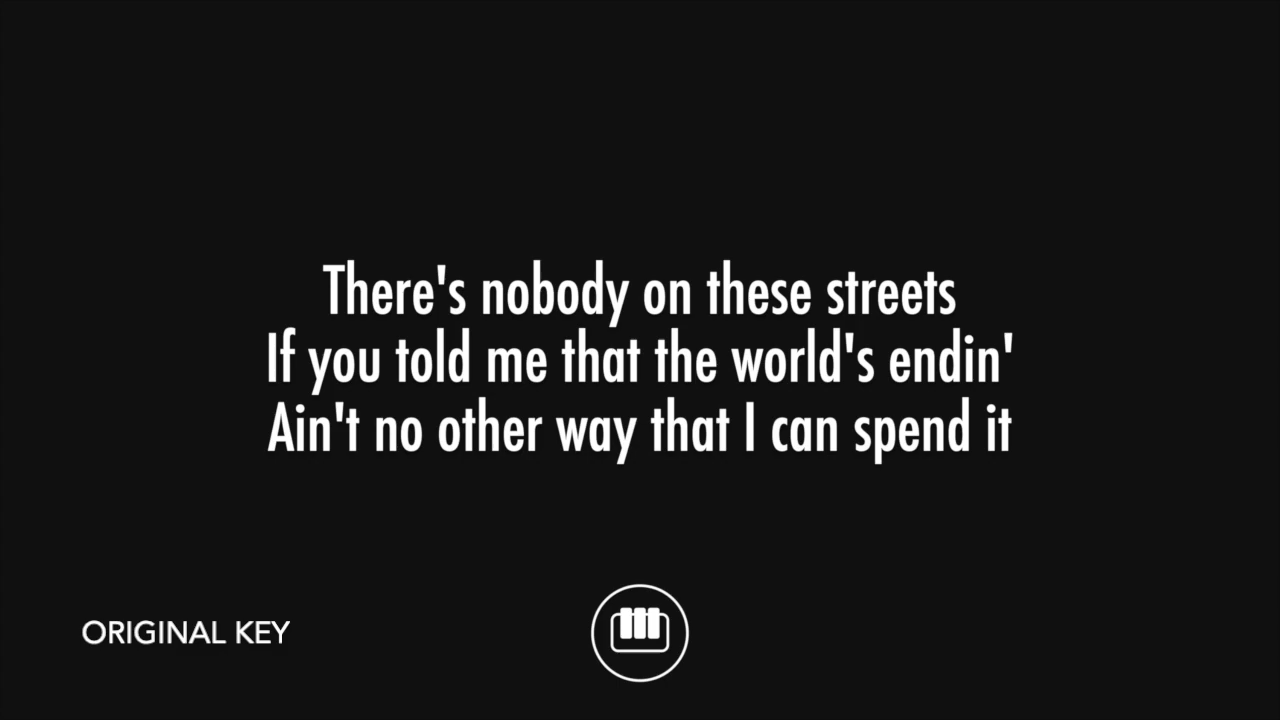 There's nobody on these streets
If you told me that the world's endin'
Ain't no other way that I can spend it
ORIGINAL KEY